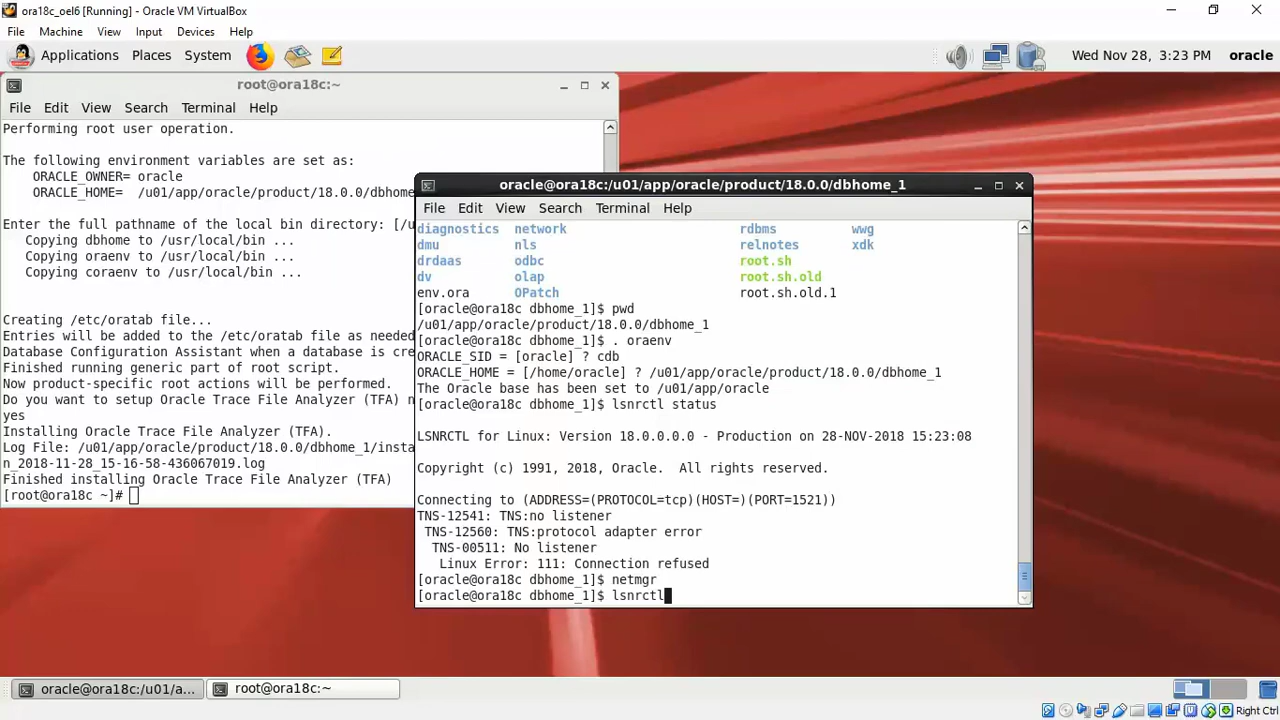 ora18c_oel6 [Running] - Oracle VM VirtualBox
File Machine View Input Devices Help
Applications Places System Wed Nov 28, 3:23 PM oracle
root@ora18c:~
File Edit View Search Terminal Help
Performing root user operation.
The following environment variables are set as:
ORACLE_OWNER= oracle
ORACLE_HOME= /u01/app/oracle/product/18.0.0/dbhome
Enter the full pathname of the local bin directory: [/u
Copying dbhome to /usr/local/bin ...
Copying oraenv to /usr/local/bin ...
Copying coraenv to /usr/local/bin ...
Creating /etc/oratab file...
Entries will be added to the /etc/oratab file as needed
Database Configuration Assistant when a database is cre
Finished running generic part of root script.
Now product-specific root actions will be performed.
Do you want to setup Oracle Trace File Analyzer (TFA) n
yes
Installing Oracle Trace File Analyzer (TFA).
Log File: /u01/app/oracle/product/18.0.0/dbhome_1/insta
n_2018-11-28_15-16-58-436067019.log
Finished installing Oracle Trace File Analyzer (TFA)
[root@ora18c ~]#
oracle@ora18c:/u01/app/oracle/product/18.0.0/dbhome_1
File Edit View Search Terminal Help
diagnostics network rdbms wwg
dmu nls relnotes xdk
drdaas odbc root.sh
dv olap root.sh.old
env.ora OPatch root.sh.old.1
[oracle@ora18c dbhome_1]$ pwd
/u01/app/oracle/product/18.0.0/dbhome_1
[oracle@ora18c dbhome_1]$ . oraenv
ORACLE_SID = [oracle] ? cdb
ORACLE_HOME = [/home/oracle] ? /u01/app/oracle/product/18.0.0/dbhome_1
The Oracle base has been set to /u01/app/oracle
[oracle@ora18c dbhome_1]$ lsnrctl status
LSNRCTL for Linux: Version 18.0.0.0.0 - Production on 28-NOV-2018 15:23:08
Copyright (c) 1991, 2018, Oracle. All rights reserved.
Connecting to (ADDRESS=(PROTOCOL=tcp)(HOST=)(PORT=1521))
TNS-12541: TNS:no listener
TNS-12560: TNS:protocol adapter error
TNS-00511: No listener
Linux Error: 111: Connection refused
[oracle@ora18c dbhome_1]$ netmgr
[oracle@ora18c dbhome_1]$ lsnrctl
oracle@ora18c:/u01/a... root@ora18c:~
Right Ctrl